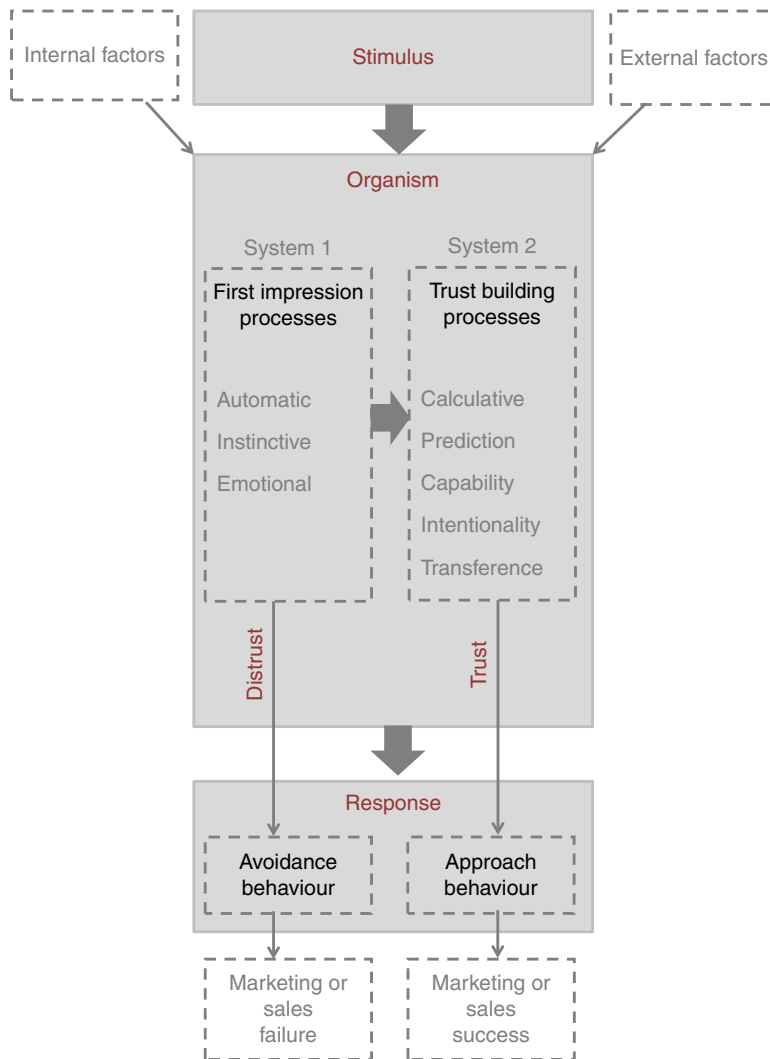 Internal factors
Stimulus
External factors
Organism
System 1
System 2
First impression
processes
Trust building
processes
Automatic
Instinctive
Emotional
Calculative
Prediction
Capability
Intentionality
Transference
Distrust
Trust
Response
Avoidance
behaviour
Approach
behaviour
Marketing or
sales
failure
Marketing or
sales
success